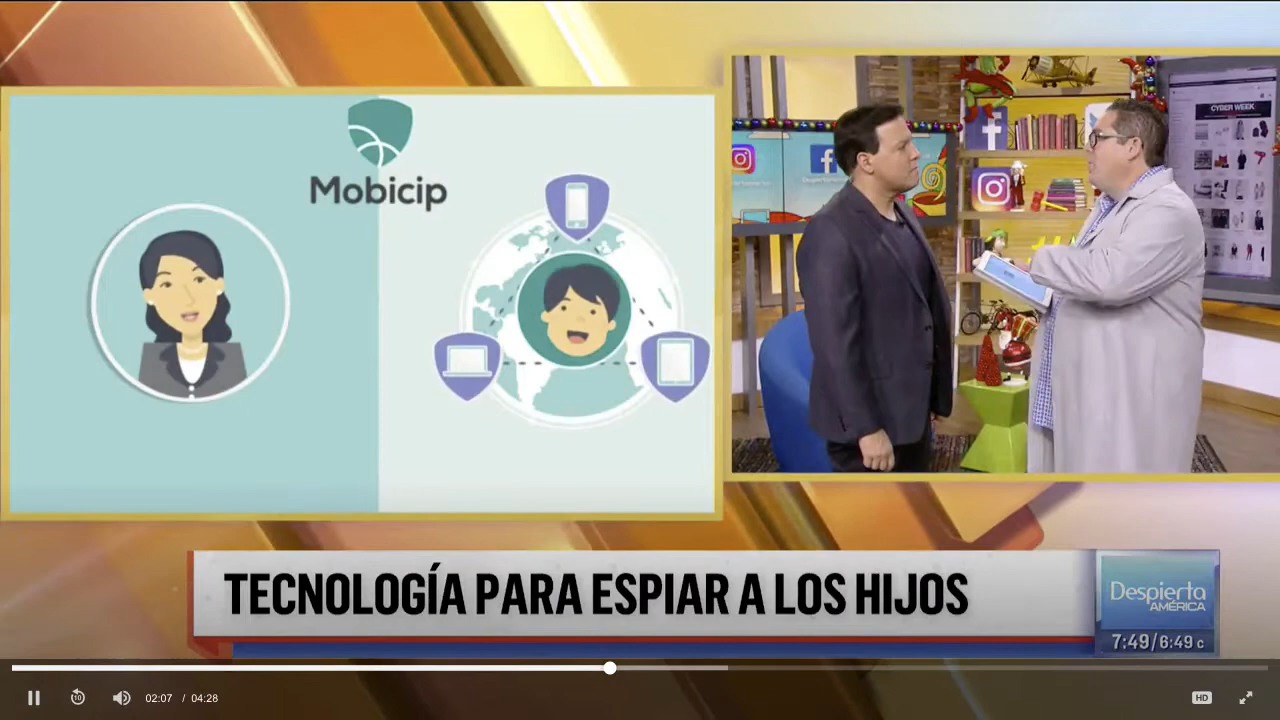 Mobicip
CYBER WEEK
TECNOLOGÍA PARA ESPIAR A LOS HIJOS
Despierta
AMÉRICA
7:49/6:49 c
10
02:07 / 04:28
HD